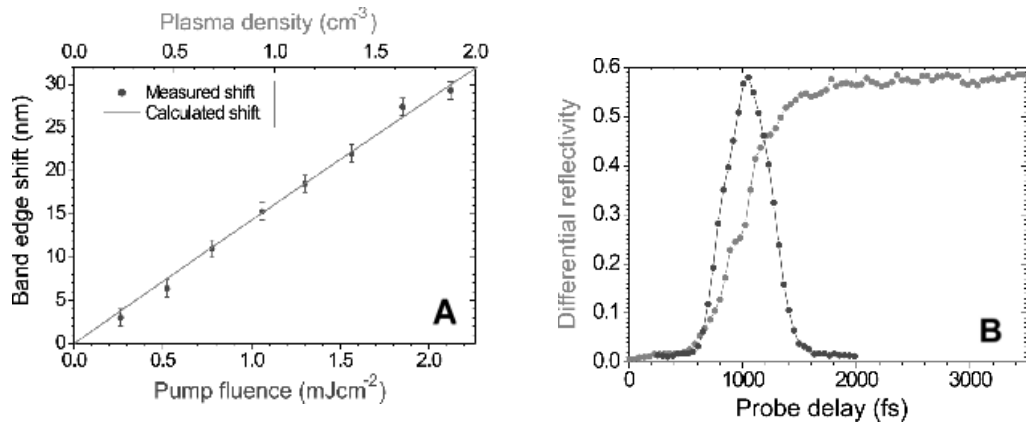 Plasma density (cm-3)
0.0 0.5 1.0 1.5 2.0
Measured shift
Calculated shift
Band edge shift (nm)
30
25
20
15
10
5
0
A
0.0 0.5 1.0 1.5 2.0
Pump fluence (mJcm-2)
B
Differential reflectivity
0.6
0.5
0.4
0.3
0.2
0.1
0.0
0 1000 2000 3000
Probe delay (fs)